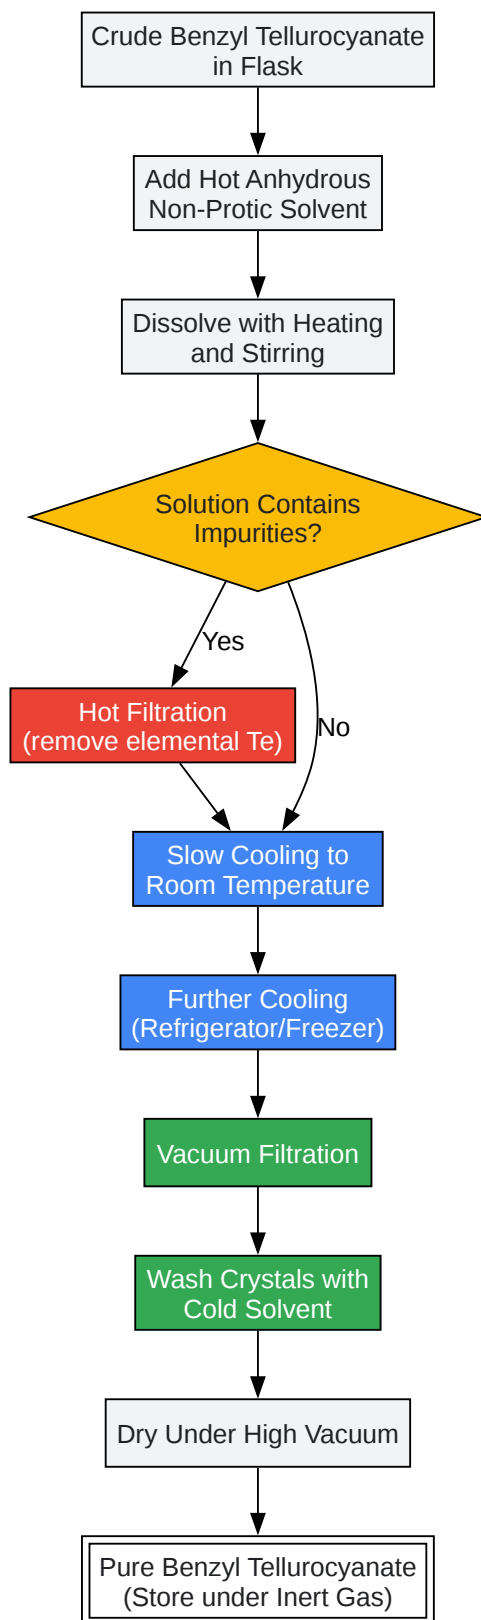 Crude Benzyl Tellurocyanate
in Flask
Add Hot Anhydrous
Non-Protic Solvent
Dissolve with Heating
and Stirring
Solution Contains
Impurities?
Yes
Hot Filtration
(remove elemental Te)
No
Slow Cooling to
Room Temperature
Further Cooling
(Refrigerator/Freezer)
Vacuum Filtration
Wash Crystals with
Cold Solvent
Dry Under High Vacuum
Pure Benzyl Tellurocyanate
(Store under Inert Gas)